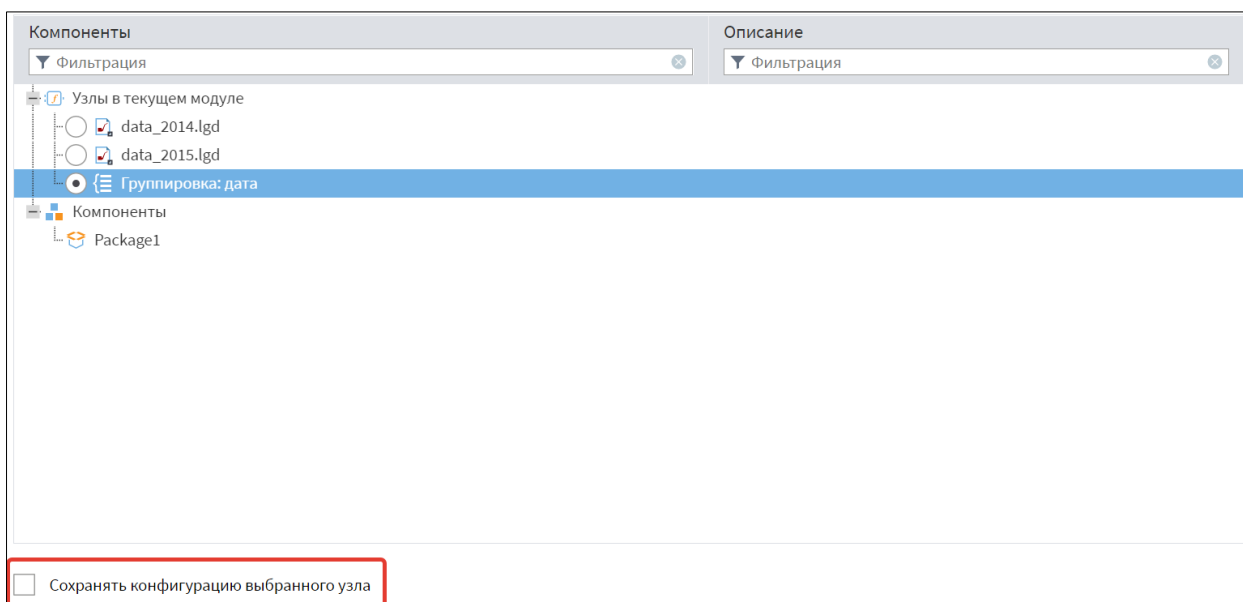 Компоненты
Описание
Фильтрация
Фильтрация
Узлы в текущем модуле
data_2014.lgd
data_2015.lgd
Группировка: дата
Компоненты
Package1
Сохранять конфигурацию выбранного узла